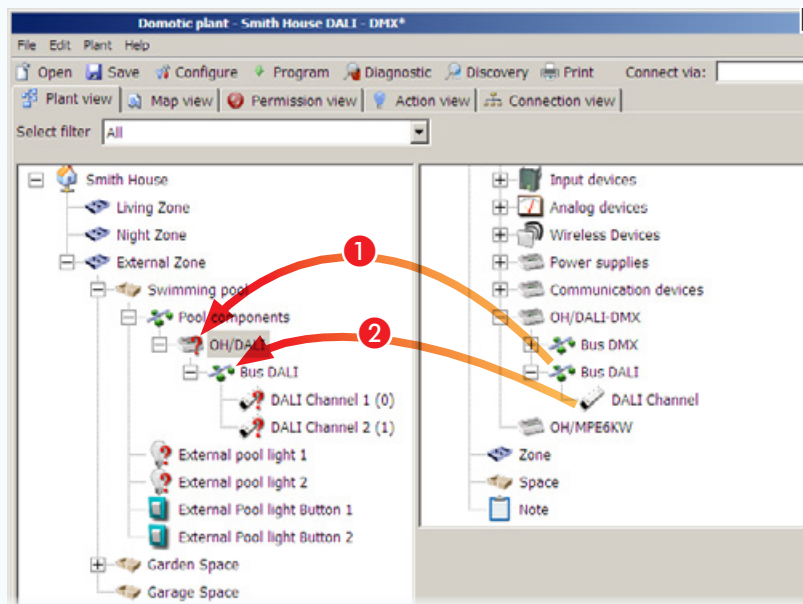 Domotic plant - Smith House DALI - DMX*
File Edit Plant Help
Open Save Configure Program Diagnostic Discovery Print Connect via:
Plant view Map view Permission view Action view Connection view
Select filter All
Smith House
Living Zone
Night Zone
External Zone
Swimming pool
Pool components
OH/DALI
Bus DALI
DALI Channel 1 (0)
DALI Channel 2 (1)
External pool light 1
External pool light 2
External Pool light Button 1
External Pool light Button 2
Garden Space
Garage Space
Input devices
Analog devices
Wireless Devices
Power supplies
Communication devices
OH/DALI-DMX
Bus DMX
Bus DALI
DALI Channel
OH/MPE6KW
Zone
Space
Note
1
2